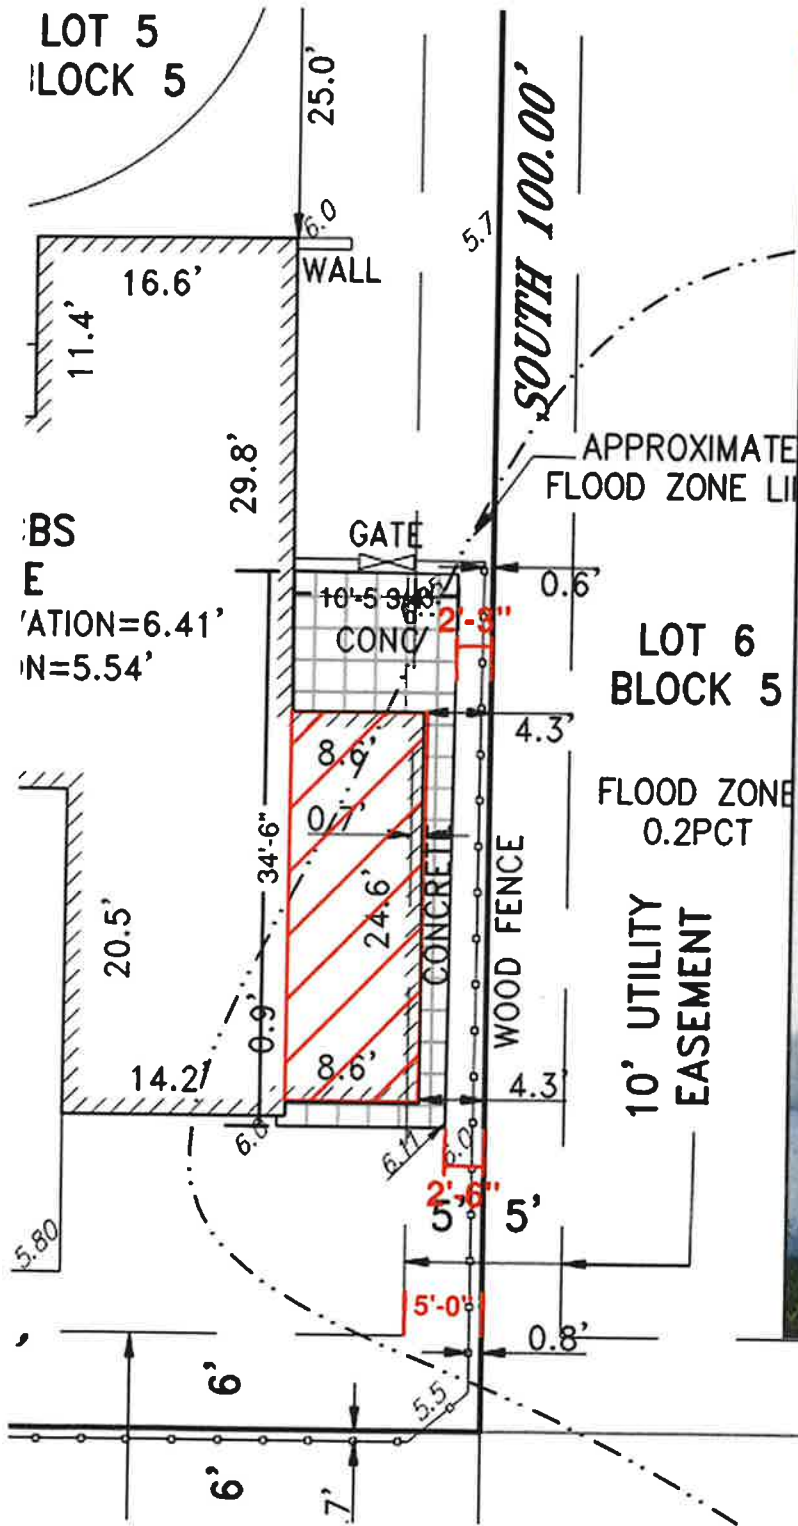 LOT 5
BLOCK 5
25.0'
SOUTH 100.00'
6.0
5.7
WALL
16.6'
11.4'
29.8'
APPROXIMATE
FLOOD ZONE LI
GATE
BS
E
ATION=6.41'
N=5.54'
0.6'
2'-3"
CONC
LOT 6
BLOCK 5
4.3'
8.6'
0.7'
34'-6"
FLOOD ZONE
0.2PCT
24.6'
CONCRETE
WOOD FENCE
20.5'
10' UTILITY
EASEMENT
0.9'
14.2'
8.6'
4.3'
6.11
6.0
2'-6"
5'
5'
5.80
5'-0"
0.8'
6'
5.5
6'
.7'